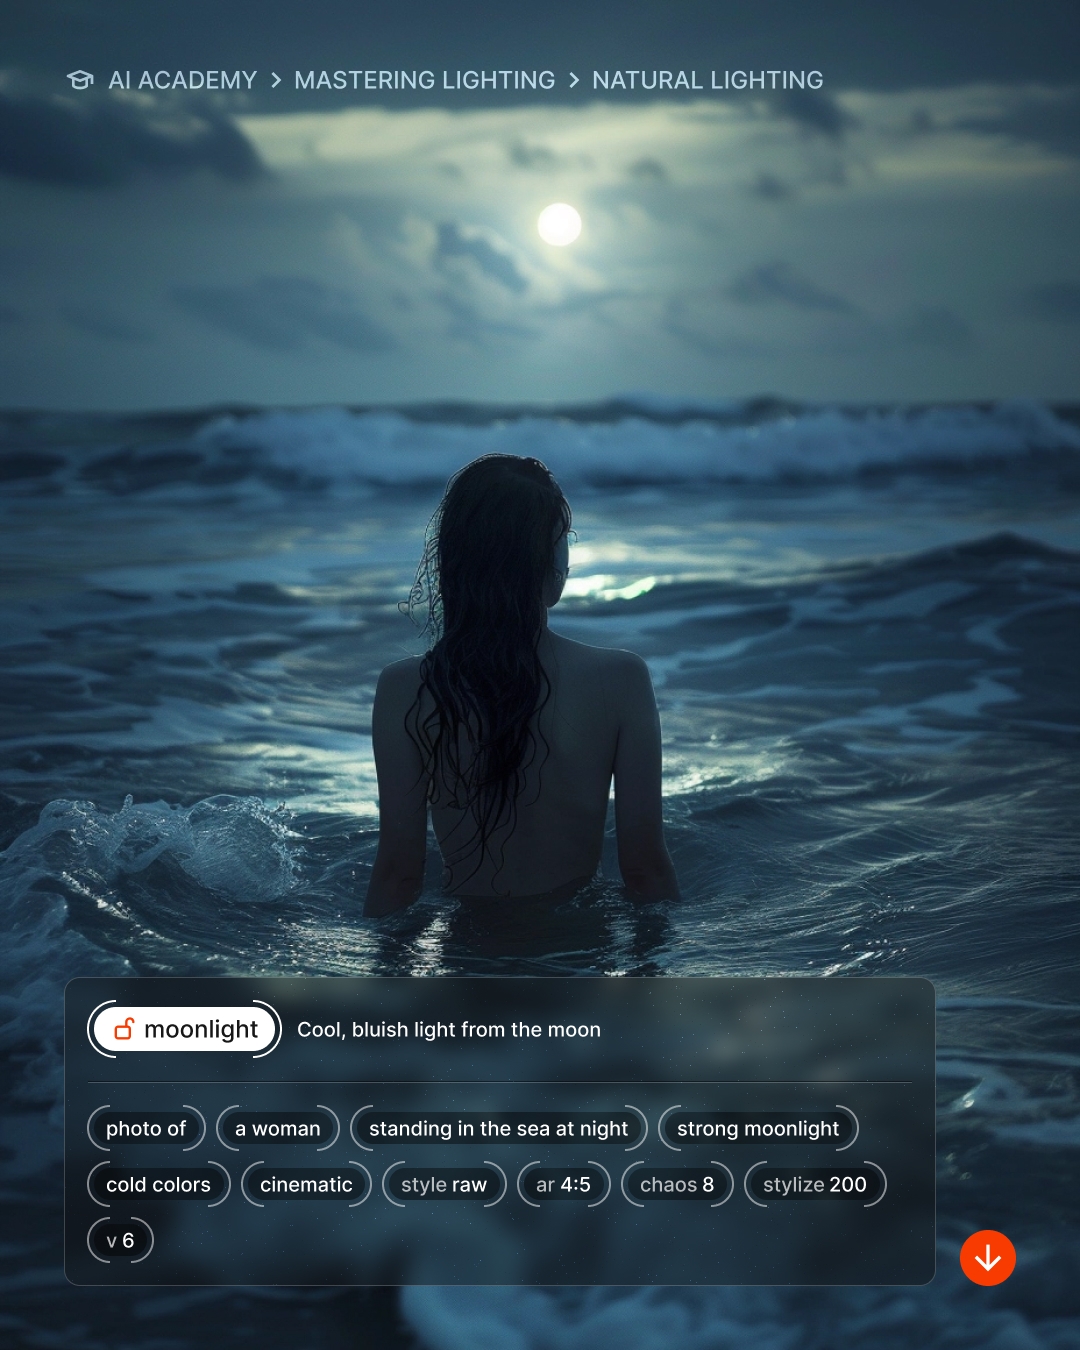 AI ACADEMY > MASTERING LIGHTING > NATURAL LIGHTING
moonlight Cool, bluish light from the moon
photo of a woman standing in the sea at night strong moonlight
cold colors cinematic style raw ar 4:5 chaos 8 stylize 200
v 6